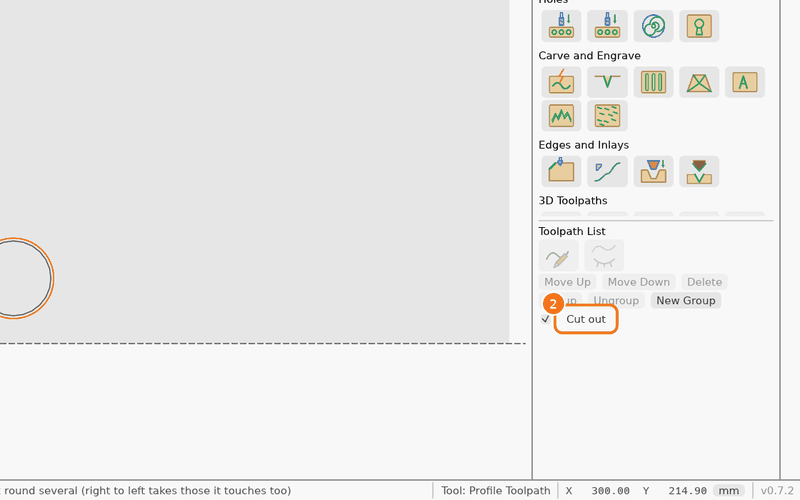 Holes
Carve and Engrave
A
Edges and Inlays
3D Toolpaths
Toolpath List
Move Up Move Down Delete
Ungroup New Group
2
Cut out
round several (right to left takes those it touches too) Tool: Profile Toolpath X 300.00 Y 214.90 mm v0.7.2